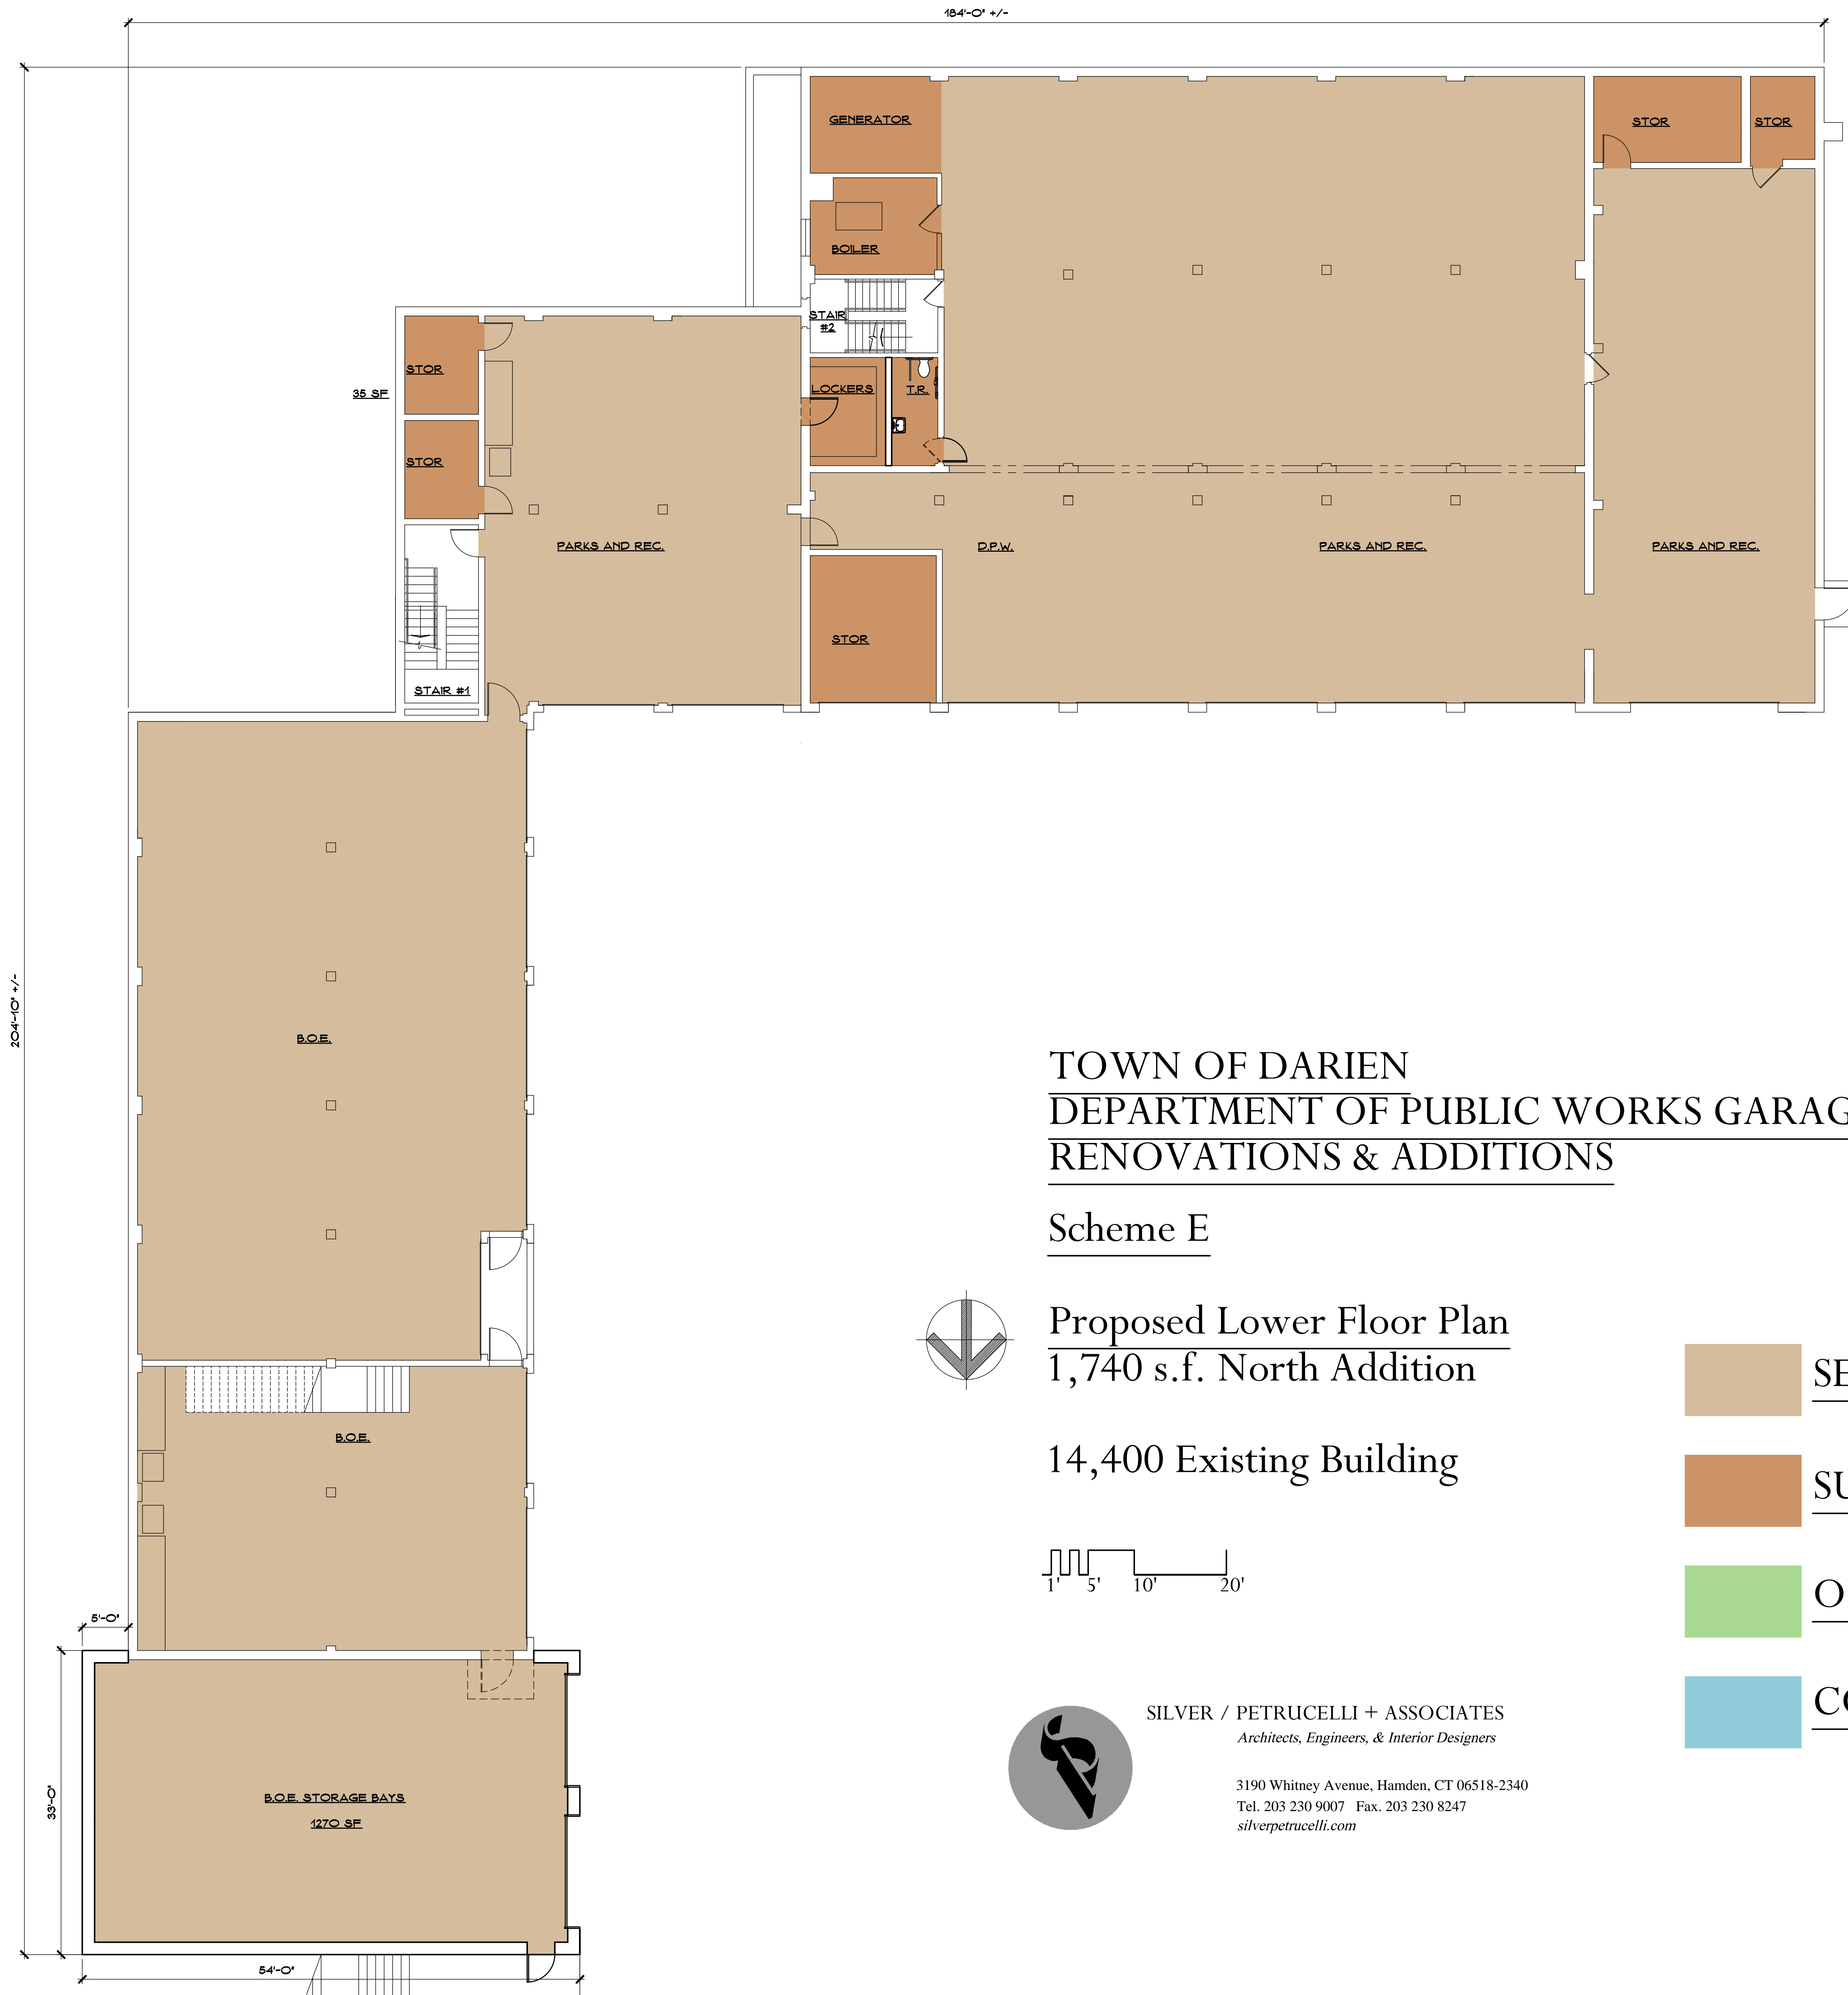 184'-0" +/-
GENERATOR
STOR
STOR
BOILER
STAIR
#2
STOR
35 SF
LOCKERS
T.R.
STOR
PARKS AND REC.
D.P.W.
PARKS AND REC.
PARKS AND REC.
STOR
STAIR #1
204'-10" +/-
B.O.E.
TOWN OF DARIEN
DEPARTMENT OF PUBLIC WORKS GARAG
RENOVATIONS & ADDITIONS
Scheme E
Proposed Lower Floor Plan
1,740 s.f. North Addition
SE
B.O.E.
14,400 Existing Building
SU
1' 5' 10' 20'
O
5'-0"
CO
SILVER / PETRUCELLI + ASSOCIATES
Architects, Engineers, & Interior Designers
3190 Whitney Avenue, Hamden, CT 06518-2340
Tel. 203 230 9007 Fax. 203 230 8247
silverpetrucelli.com
33'-0"
B.O.E. STORAGE BAYS
1270 SF
54'-0"